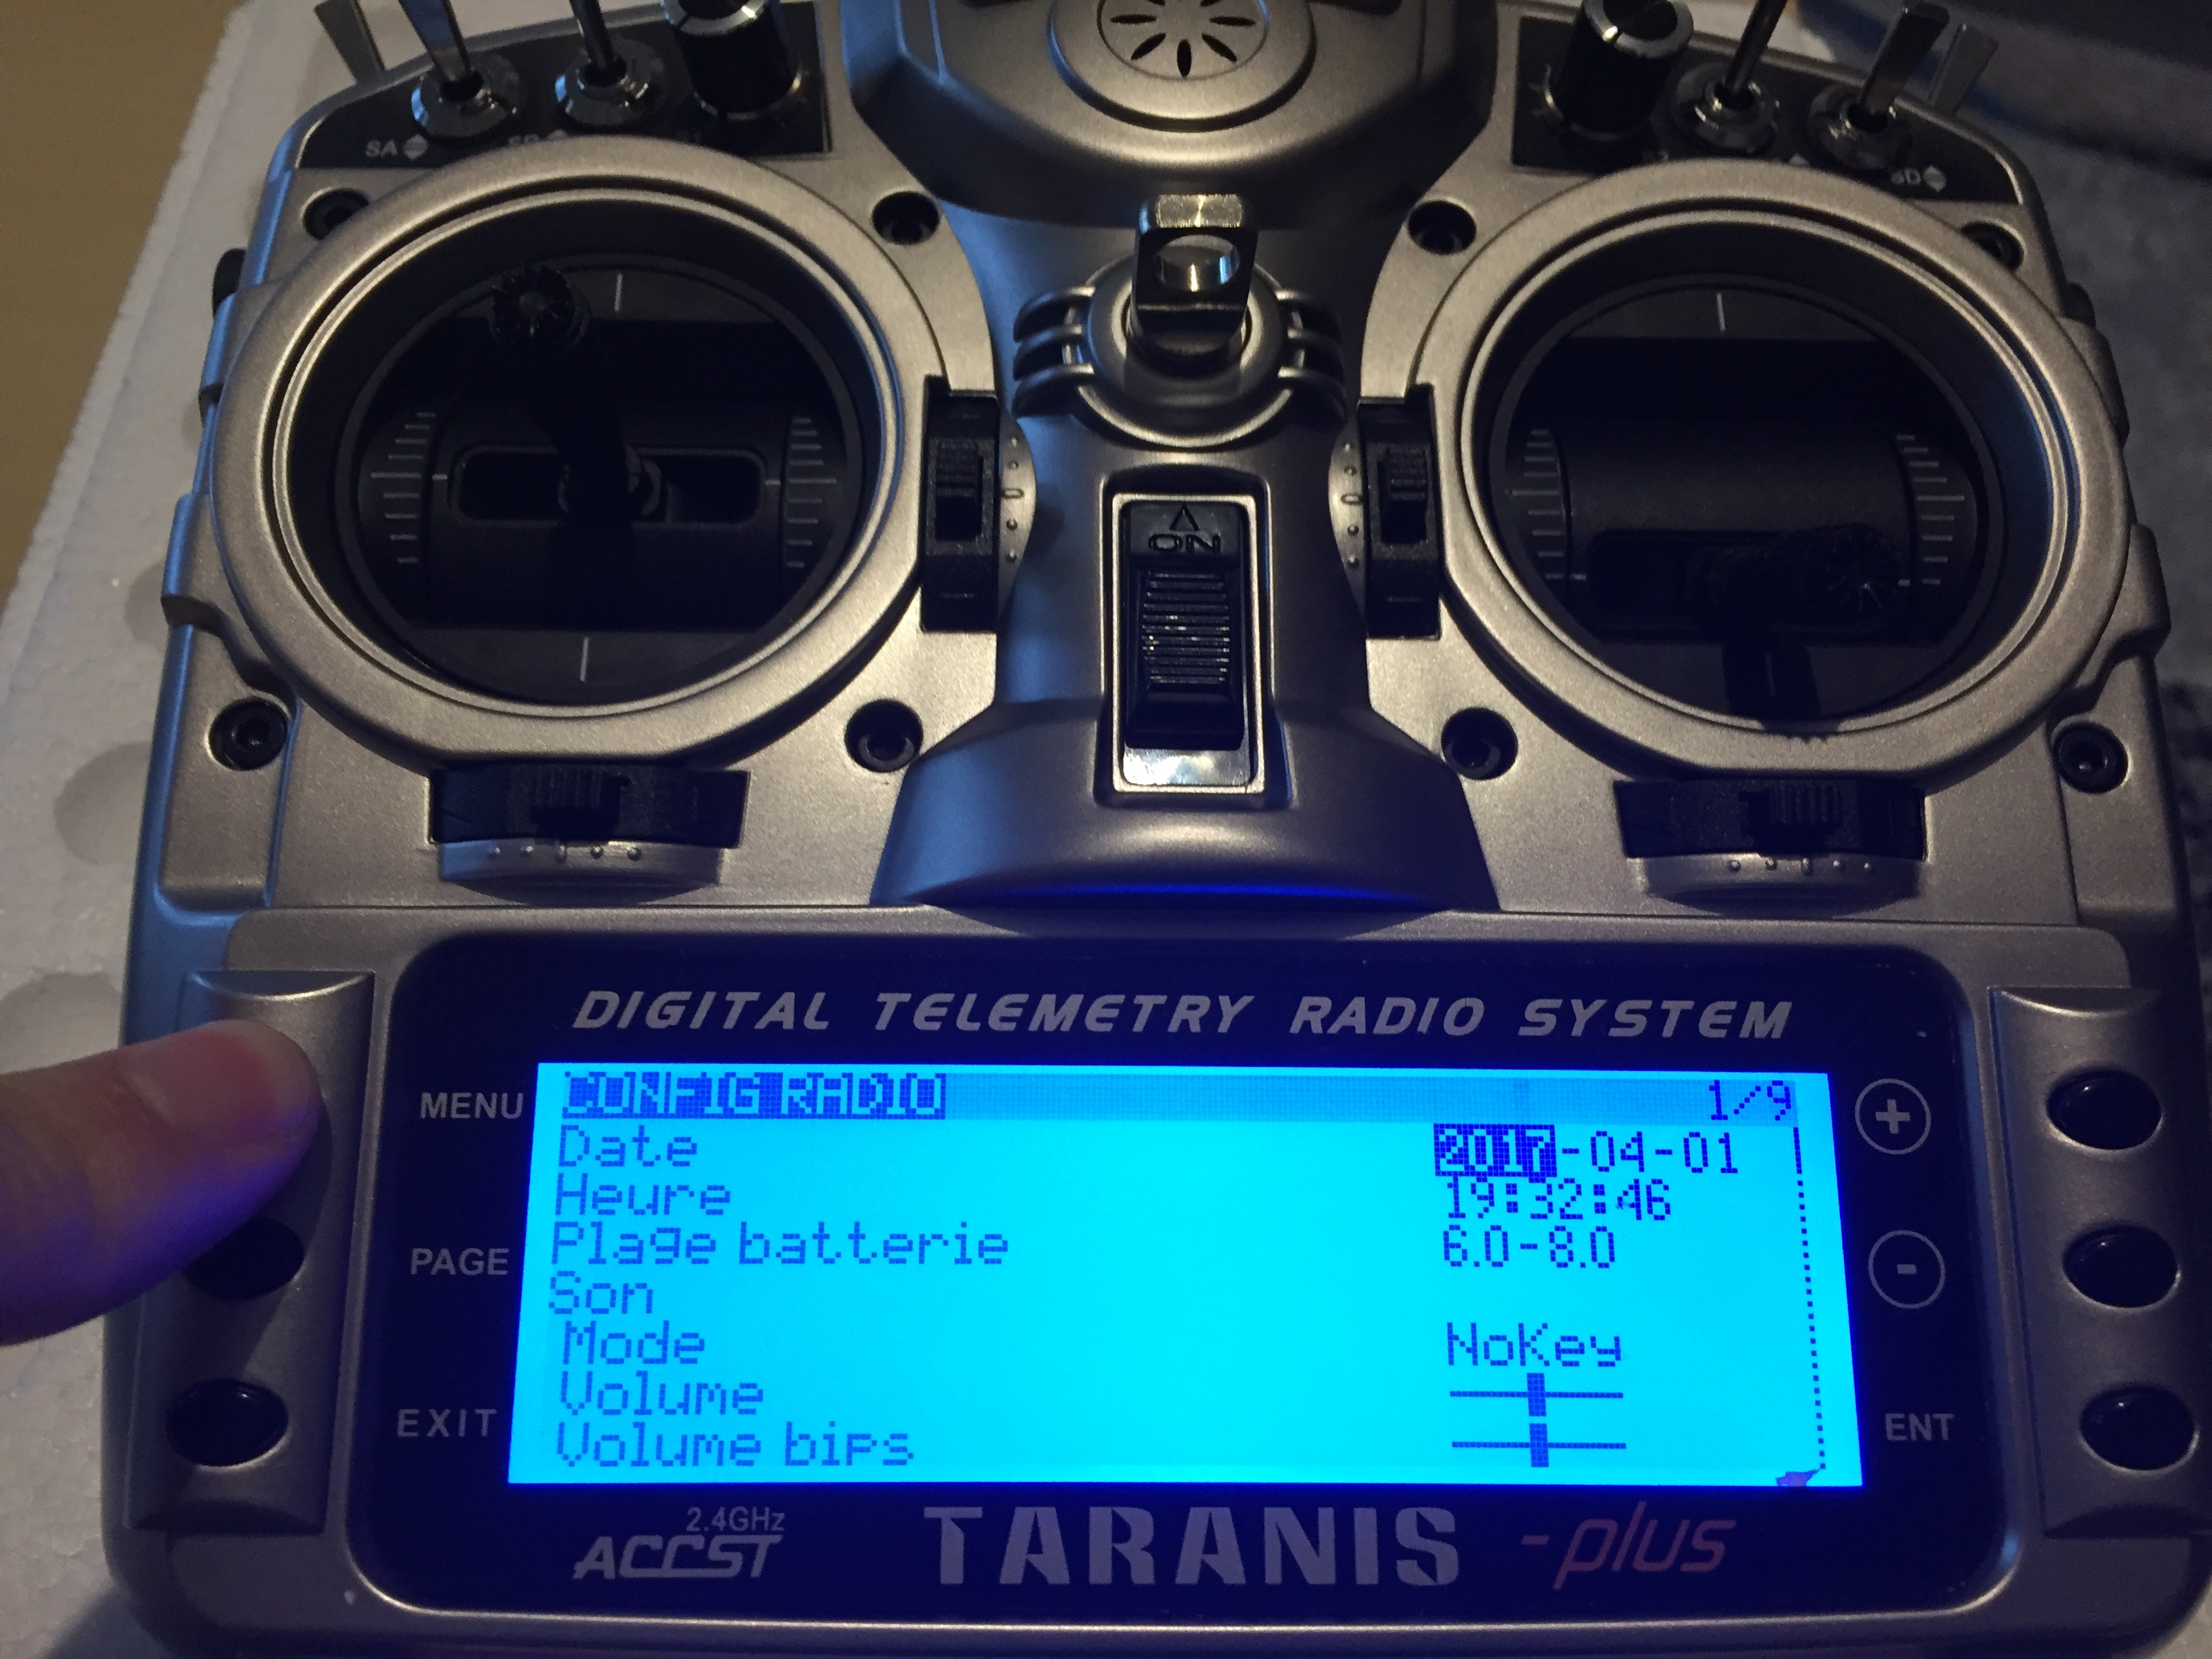 SA
SD
ON
DIGITAL TELEMETRY RADIO SYSTEM
MENU
PAGE
EXIT
CONFIG RADIO 1/9
Date 2017-04-01
Heure 19:32:46
Plage batterie 6.0-8.0
Son
Mode NoKey
Volume
Volume bips
+
-
ENT
2.4GHz
ACCST
TARANIS -plus